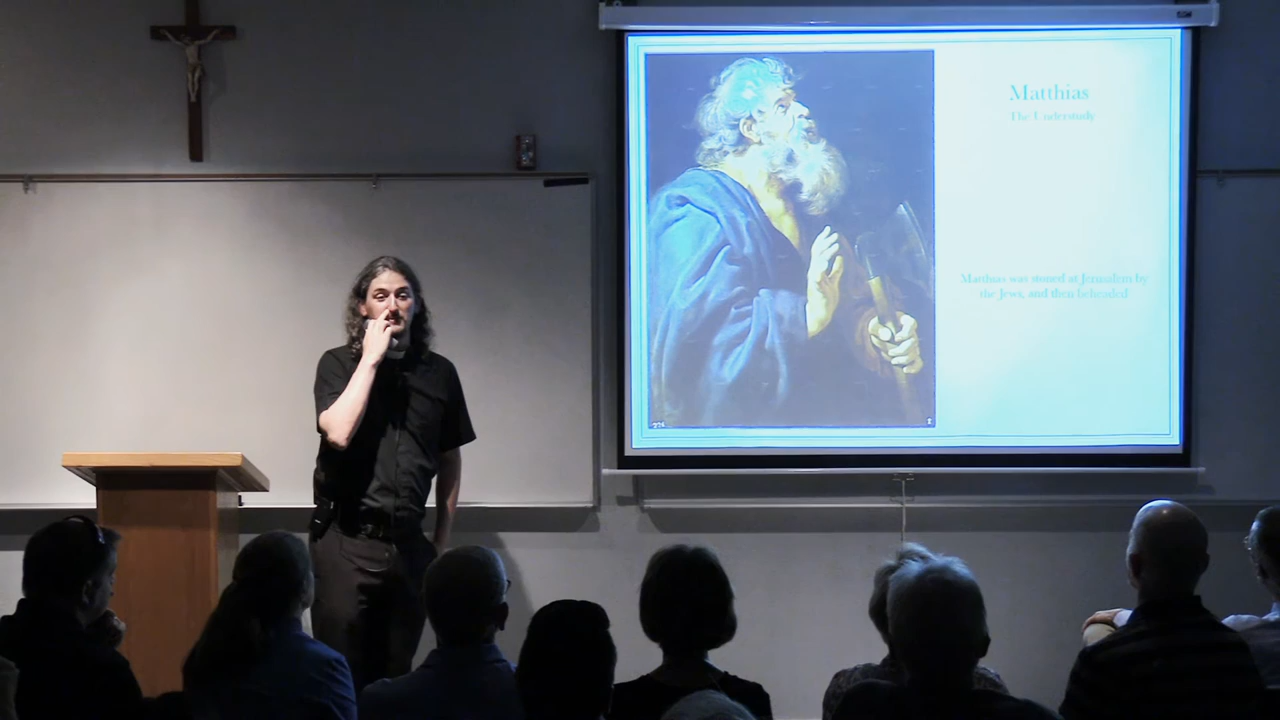 Matthias
The Understudy
Matthias was stoned at Jerusalem by
the Jews, and then beheaded